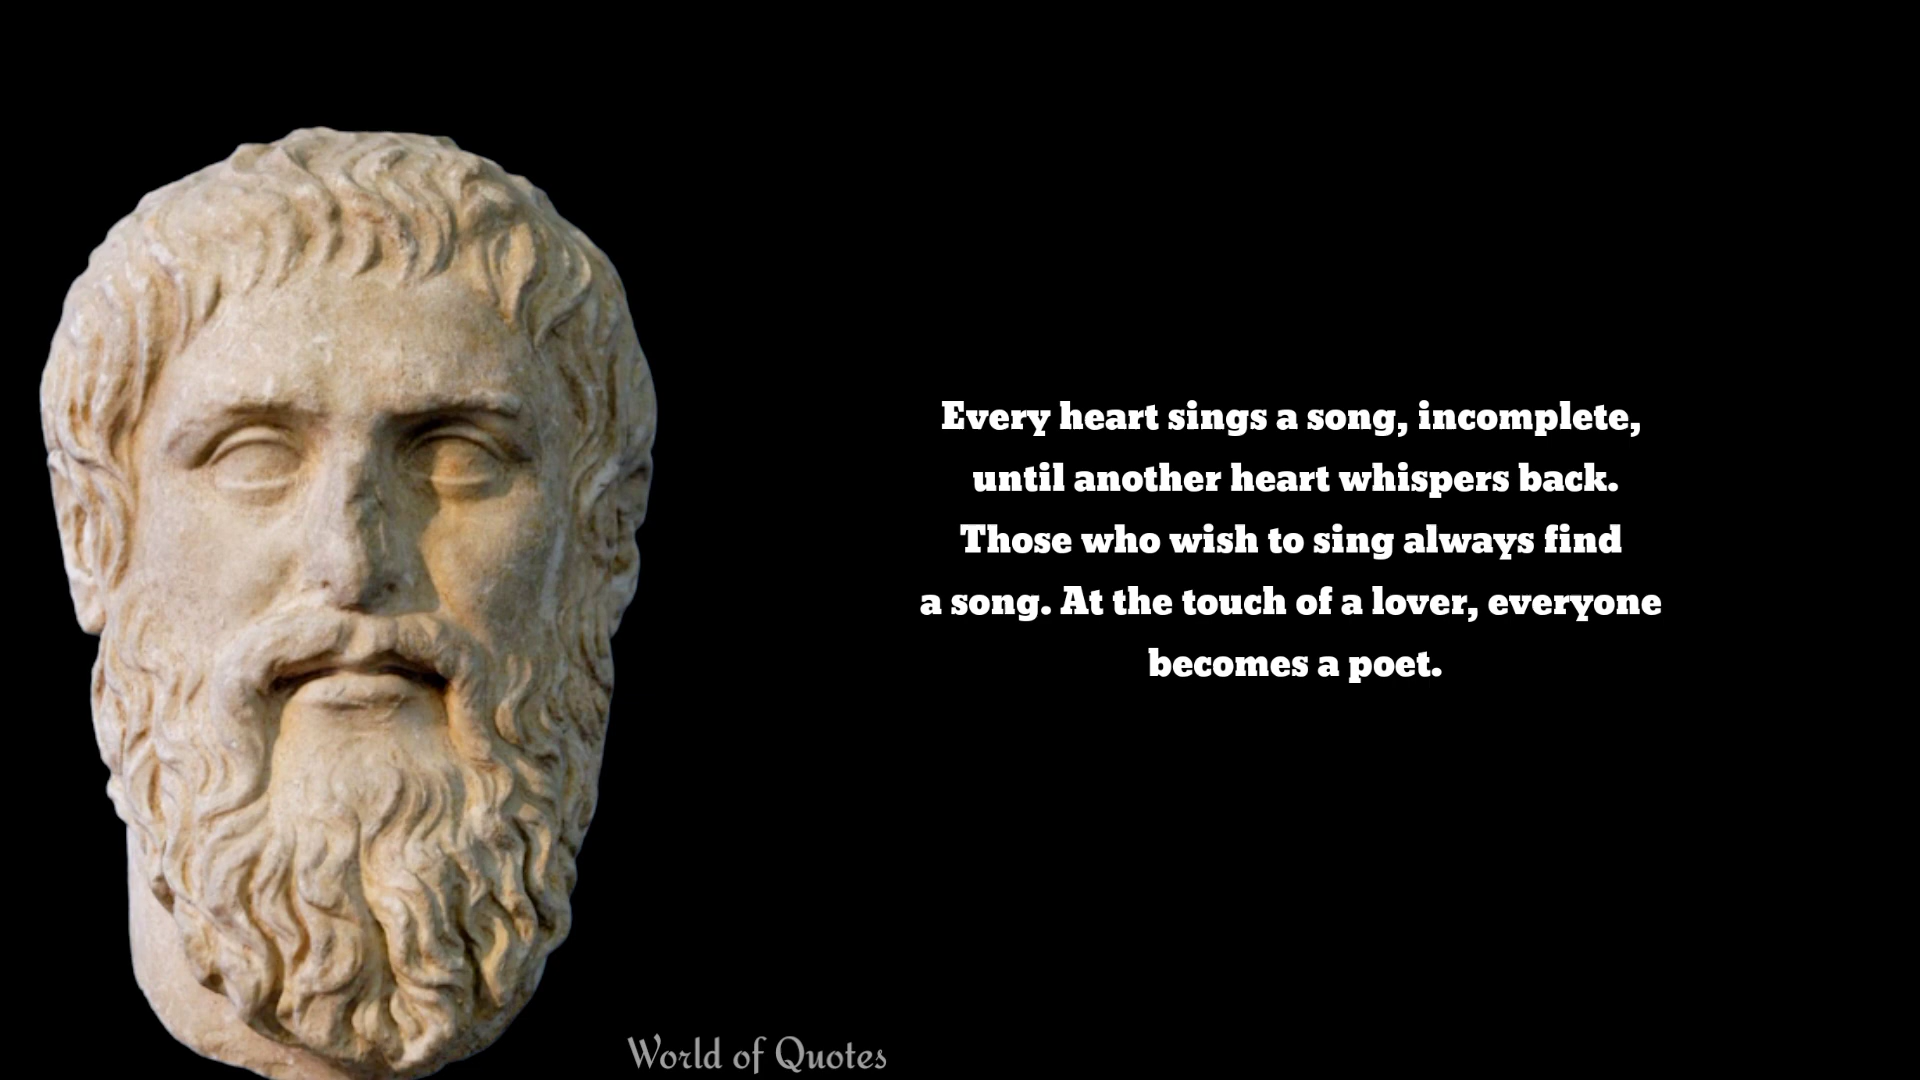 Every heart sings a song, incomplete,
until another heart whispers back.
Those who wish to sing always find
a song. At the touch of a lover, everyone
becomes a poet.
World of Quotes